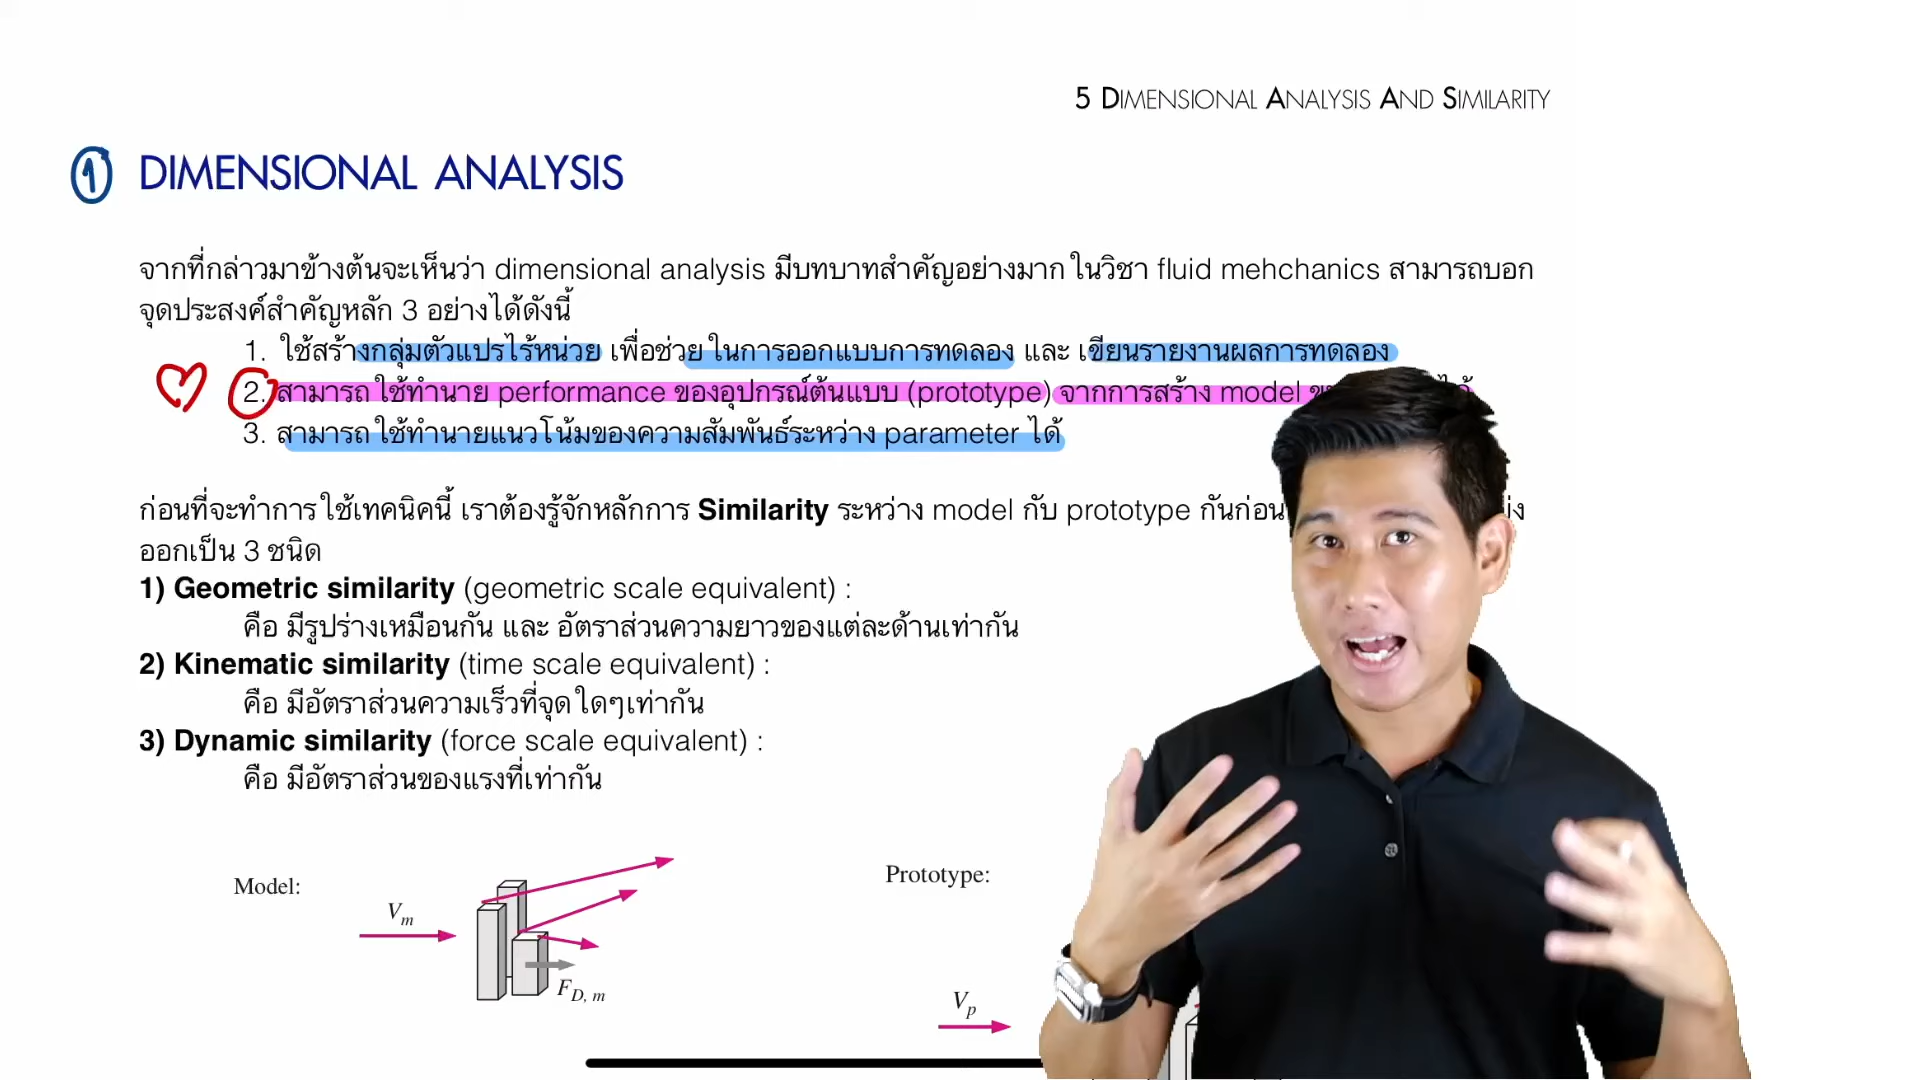 5 DIMENSIONAL ANALYSIS AND SIMILARITY
1 DIMENSIONAL ANALYSIS
จากที่กล่าวมาข้างต้นจะเห็นว่า dimensional analysis มีบทบาทสำคัญอย่างมากในวิชา fluid mehchanics สามารถบอก
จุดประสงค์สำคัญหลัก 3 อย่างได้ดังนี้
1. ใช้สร้างกลุ่มตัวแปรไร้หน่วย เพื่อช่วยในการออกแบบการทดลอง และ เขียนรายงานผลการทดลอง
2. สามารถใช้ทำนาย performance ของอุปกรณ์ต้นแบบ (prototype) จากการสร้าง model
3. สามารถใช้ทำนายแนวโน้มของความสัมพันธ์ระหว่าง parameter ได้
ก่อนที่จะทำการใช้เทคนิคนี้ เราต้องรู้จักหลักการ Similarity ระหว่าง model กับ prototype กันก่อน
ออกเป็น 3 ชนิด
1) Geometric similarity (geometric scale equivalent) :
คือ มีรูปร่างเหมือนกัน และ อัตราส่วนความยาวของแต่ละด้านเท่ากัน
2) Kinematic similarity (time scale equivalent) :
คือ มีอัตราส่วนความเร็วที่จุดใดๆเท่ากัน
3) Dynamic similarity (force scale equivalent) :
คือ มีอัตราส่วนของแรงที่เท่ากัน
Model:
Prototype:
Vm
FD, m
Vp